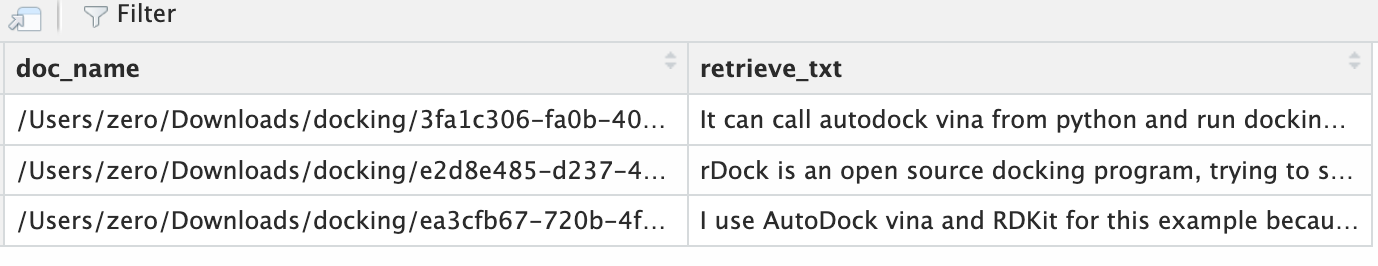 Filter
doc_name retrieve_txt
/Users/zero/Downloads/docking/3fa1c306-fa0b-40... It can call autodock vina from python and run dockin...
/Users/zero/Downloads/docking/e2d8e485-d237-4... rDock is an open source docking program, trying to s...
/Users/zero/Downloads/docking/ea3cfb67-720b-4f... I use AutoDock vina and RDKit for this example becau...